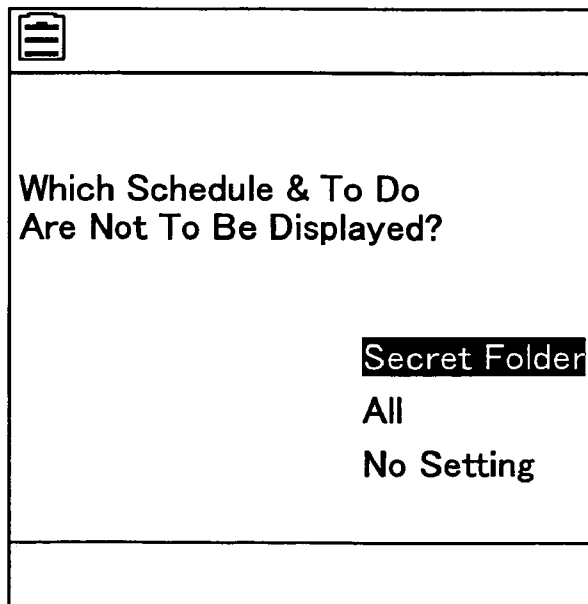 Which Schedule & To Do
Are Not To Be Displayed?
Secret Folder
All
No Setting